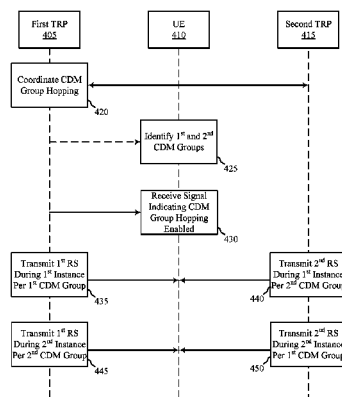 First TRP
405
UE
410
Second TRP
415
Coordinate CDM
Group Hopping
420
Identify 1st and 2nd
CDM Groups
425
Receive Signal
Indicating CDM
Group Hopping
Enabled
430
Transmit 1st RS
During 1st Instance
Per 1st CDM Group
435
Transmit 2nd RS
During 1st Instance
Per 2nd CDM Group
440
Transmit 1st RS
During 2nd Instance
Per 2nd CDM Group
445
Transmit 2nd RS
During 2nd Instance
Per 1st CDM Group
450